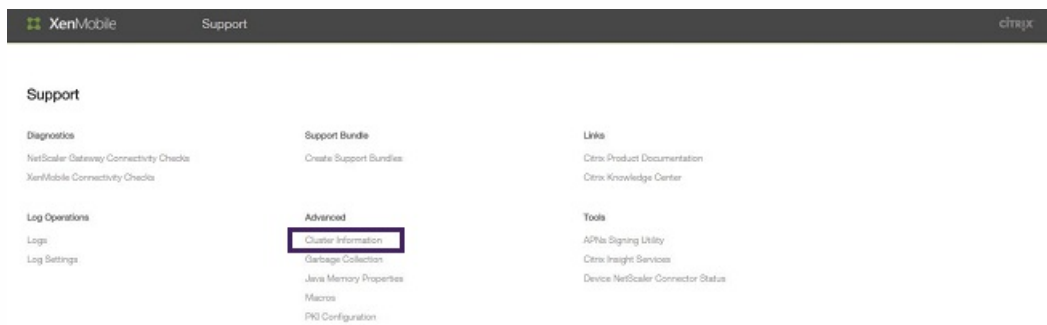 XenMobile Support citrix
Support
Diagnostics
NetScaler Gateway Connectivity Checks
XenMobile Connectivity Checks
Support Bundle
Create Support Bundles
Links
Citrix Product Documentation
Citrix Knowledge Center
Log Operations
Logs
Log Settings
Advanced
Cluster Information
Garbage Collection
Java Memory Properties
Macros
PKI Configuration
Tools
APNs Signing Utility
Citrix Insight Services
Device NetScaler Connector Status